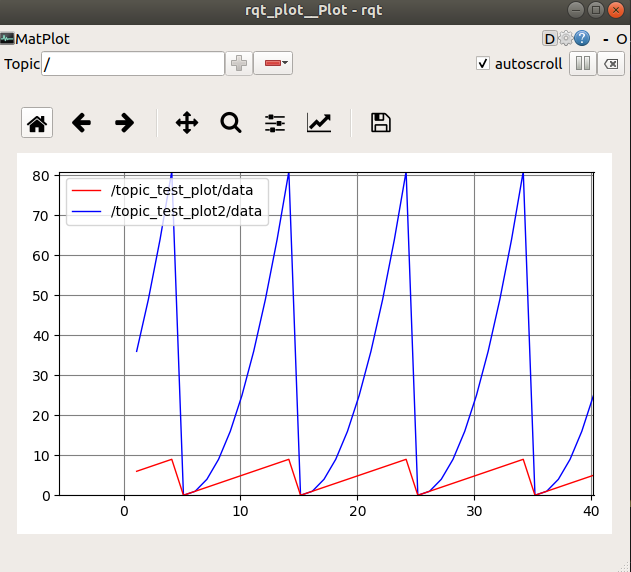 rqt_plot__Plot - rqt
MatPlot D - O
Topic / autoscroll
80
70
60
50
40
30
20
10
0
/topic_test_plot/data
/topic_test_plot2/data
0 10 20 30 40